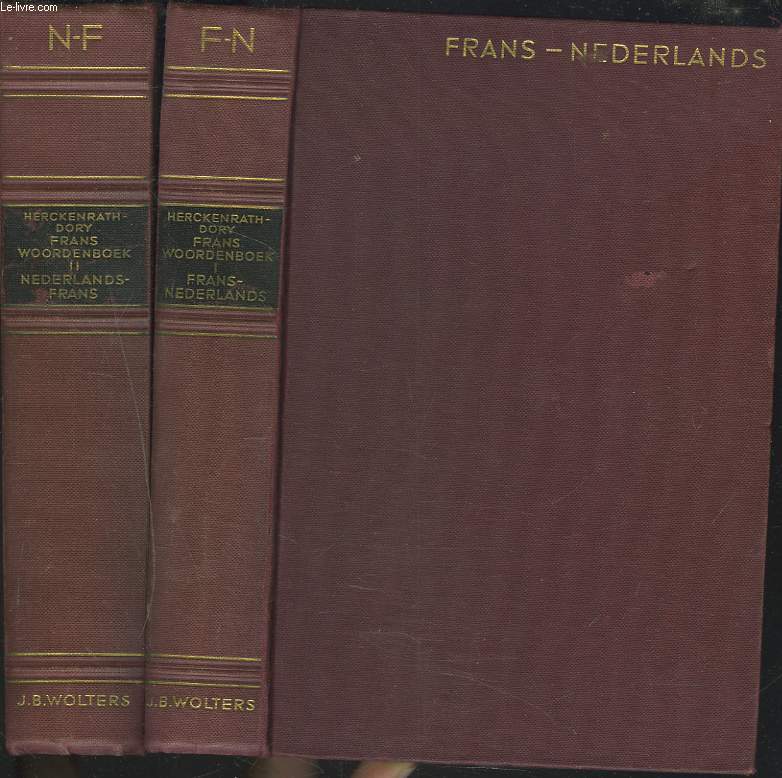 Le-livre.com
N-F
HERCKENRATH-
DORY
FRANS
WOORDENBOEK
II
NEDERLANDS-
FRANS
J.B.WOLTERS
F-N
HERCKENRATH-
DORY
FRANS
WOORDENBOEK
I
FRANS-
NEDERLANDS
J.B.WOLTERS
FRANS – NEDERLANDS